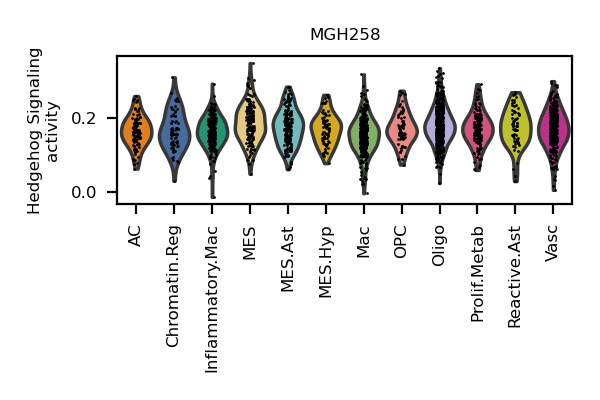 MGH258
Hedgehog Signaling
activity
0.2
0.0
AC
Chromatin.Reg
Inflammatory.Mac
MES
MES.Ast
MES.Hyp
Mac
OPC
Oligo
Prolif.Metab
Reactive.Ast
Vasc